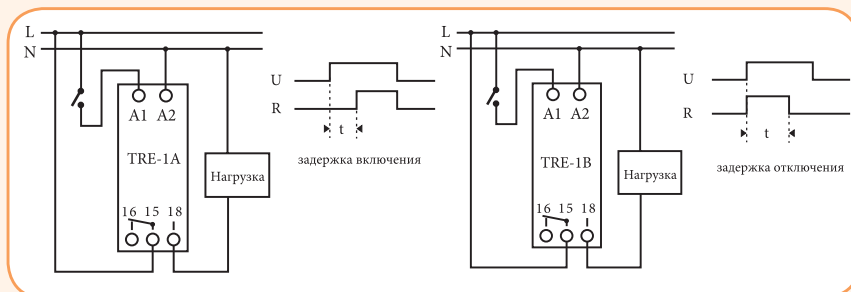 L
N
A1 A2
TRE-1A
16 15 18
Нагрузка
U
R
t
задержка включения
L
N
A1 A2
TRE-1B
16 15 18
Нагрузка
U
R
t
задержка отключения